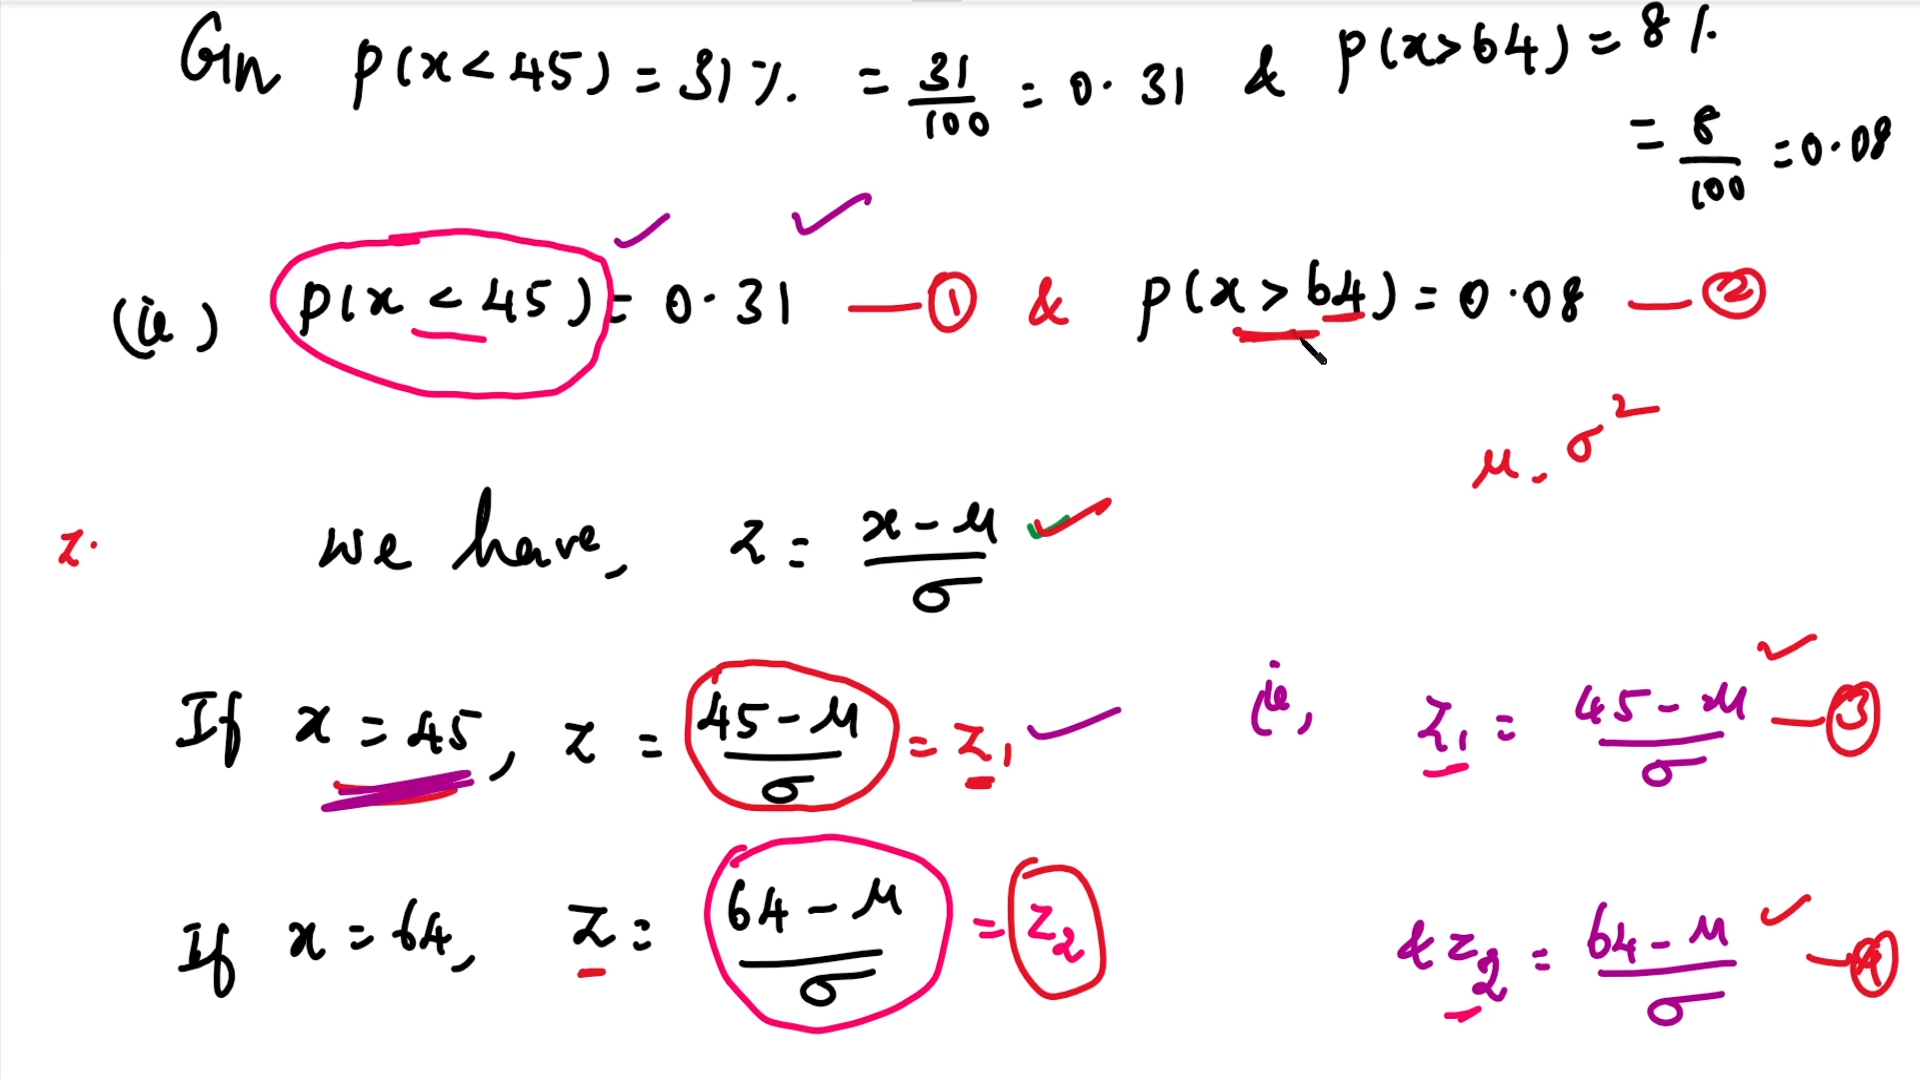 Gn P(x < 45) = 31% = 31/100 = 0.31 & P(x > 64) = 8%
= 8/100 = 0.08
(ie) P(x < 45) = 0.31 — ① & P(x > 64) = 0.08 — ②
μ, σ²
z. we have, z = x - μ / σ
If x = 45, z = 45 - μ / σ = z₁ ie, z₁ = 45 - μ / σ — ③
If x = 64, z = 64 - μ / σ = z₂ & z₂ = 64 - μ / σ — ④